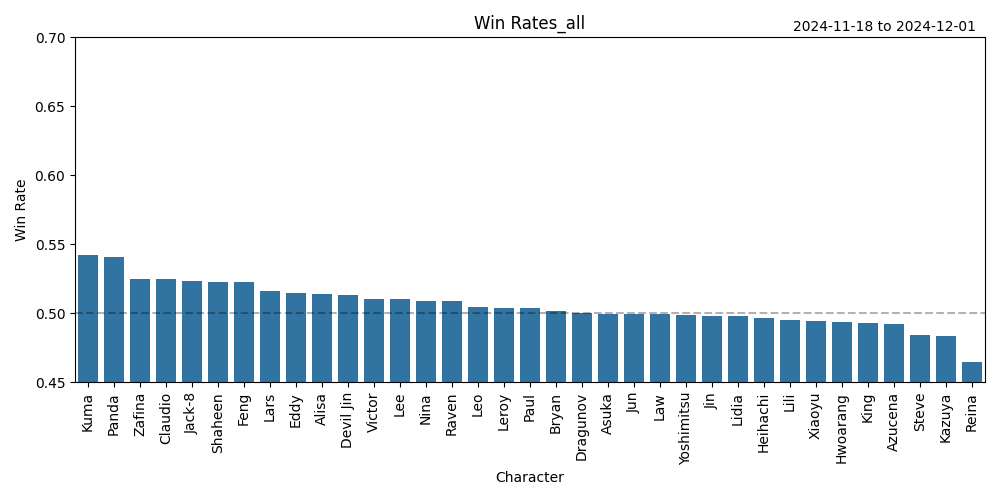 Win Rates_all
2024-11-18 to 2024-12-01
0.70
0.65
0.60
0.55
0.50
0.45
Win Rate
Kuma
Panda
Zafina
Claudio
Jack-8
Shaheen
Feng
Lars
Eddy
Alisa
Devil Jin
Victor
Lee
Nina
Raven
Leo
Leroy
Paul
Bryan
Dragunov
Asuka
Jun
Law
Yoshimitsu
Jin
Lidia
Heihachi
Lili
Xiaoyu
Hwoarang
King
Azucena
Steve
Kazuya
Reina
Character